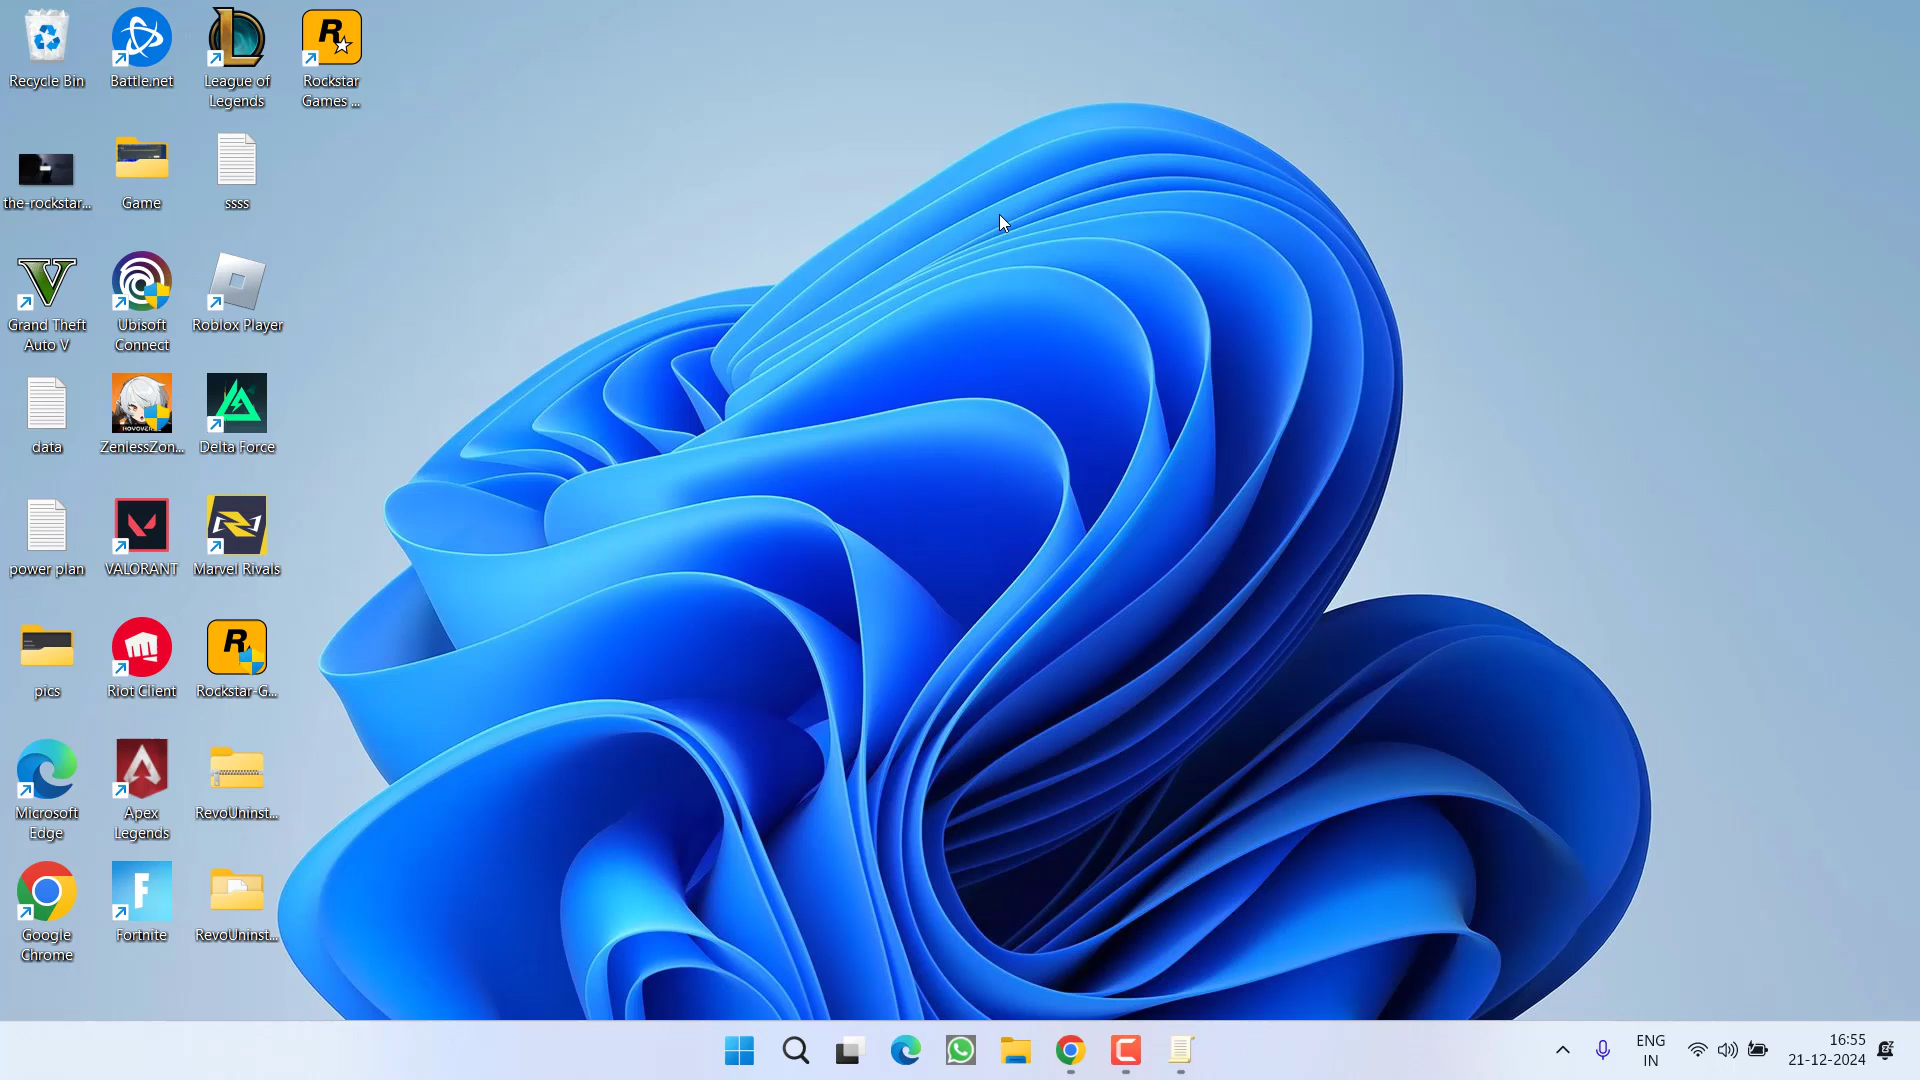 Recycle Bin
Battle.net
League of
Legends
Rockstar
Games ...
the-rockstar...
Game
ssss
Grand Theft
Auto V
Ubisoft
Connect
Roblox Player
data
ZenlessZon...
Delta Force
power plan
VALORANT
Marvel Rivals
pics
Riot Client
Rockstar-G...
Microsoft
Edge
Apex
Legends
RevoUninst...
Google
Chrome
Fortnite
RevoUninst...
ENG
IN
16:55
21-12-2024